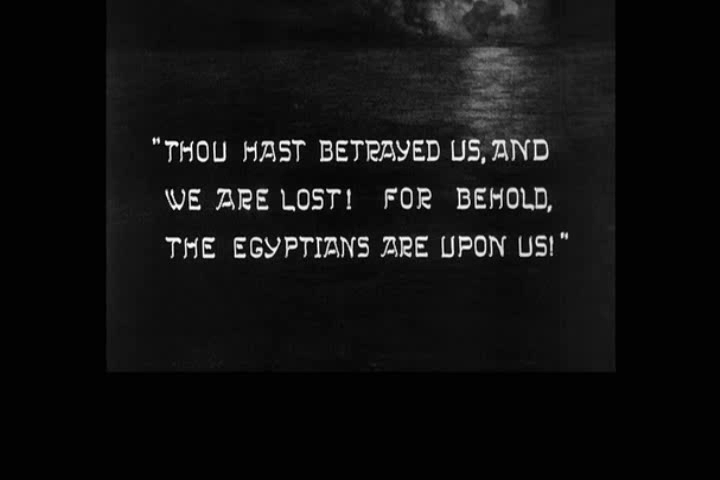 "THOU HAST BETRAYED US, AND
WE ARE LOST! FOR BEHOLD,
THE EGYPTIANS ARE UPON US!"